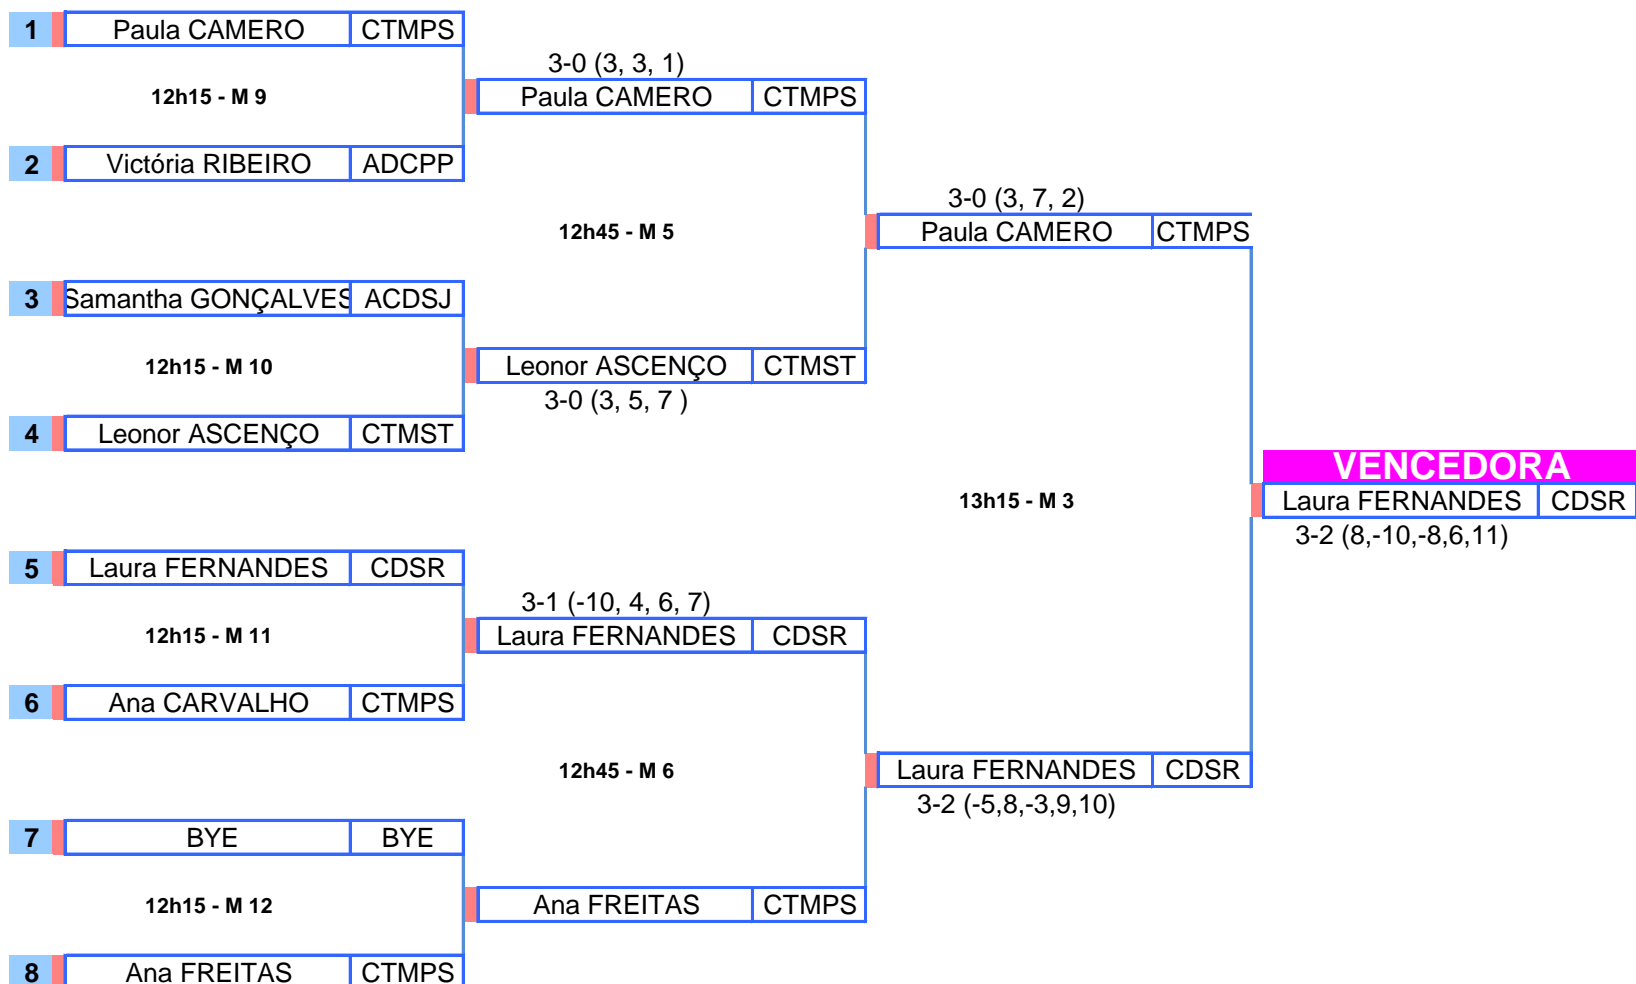 1 Paula CAMERO CTMPS
3-0 (3, 3, 1)
12h15 - M 9
Paula CAMERO CTMPS
2 Victória RIBEIRO ADCPP
3-0 (3, 7, 2)
12h45 - M 5
Paula CAMERO CTMPS
3 Samantha GONÇALVES ACDSJ
12h15 - M 10
Leonor ASCENÇO CTMST
3-0 (3, 5, 7 )
4 Leonor ASCENÇO CTMST
VENCEDORA
13h15 - M 3
Laura FERNANDES CDSR
3-2 (8,-10,-8,6,11)
5 Laura FERNANDES CDSR
3-1 (-10, 4, 6, 7)
12h15 - M 11
Laura FERNANDES CDSR
6 Ana CARVALHO CTMPS
12h45 - M 6
Laura FERNANDES CDSR
3-2 (-5,8,-3,9,10)
7 BYE BYE
12h15 - M 12
Ana FREITAS CTMPS
8 Ana FREITAS CTMPS